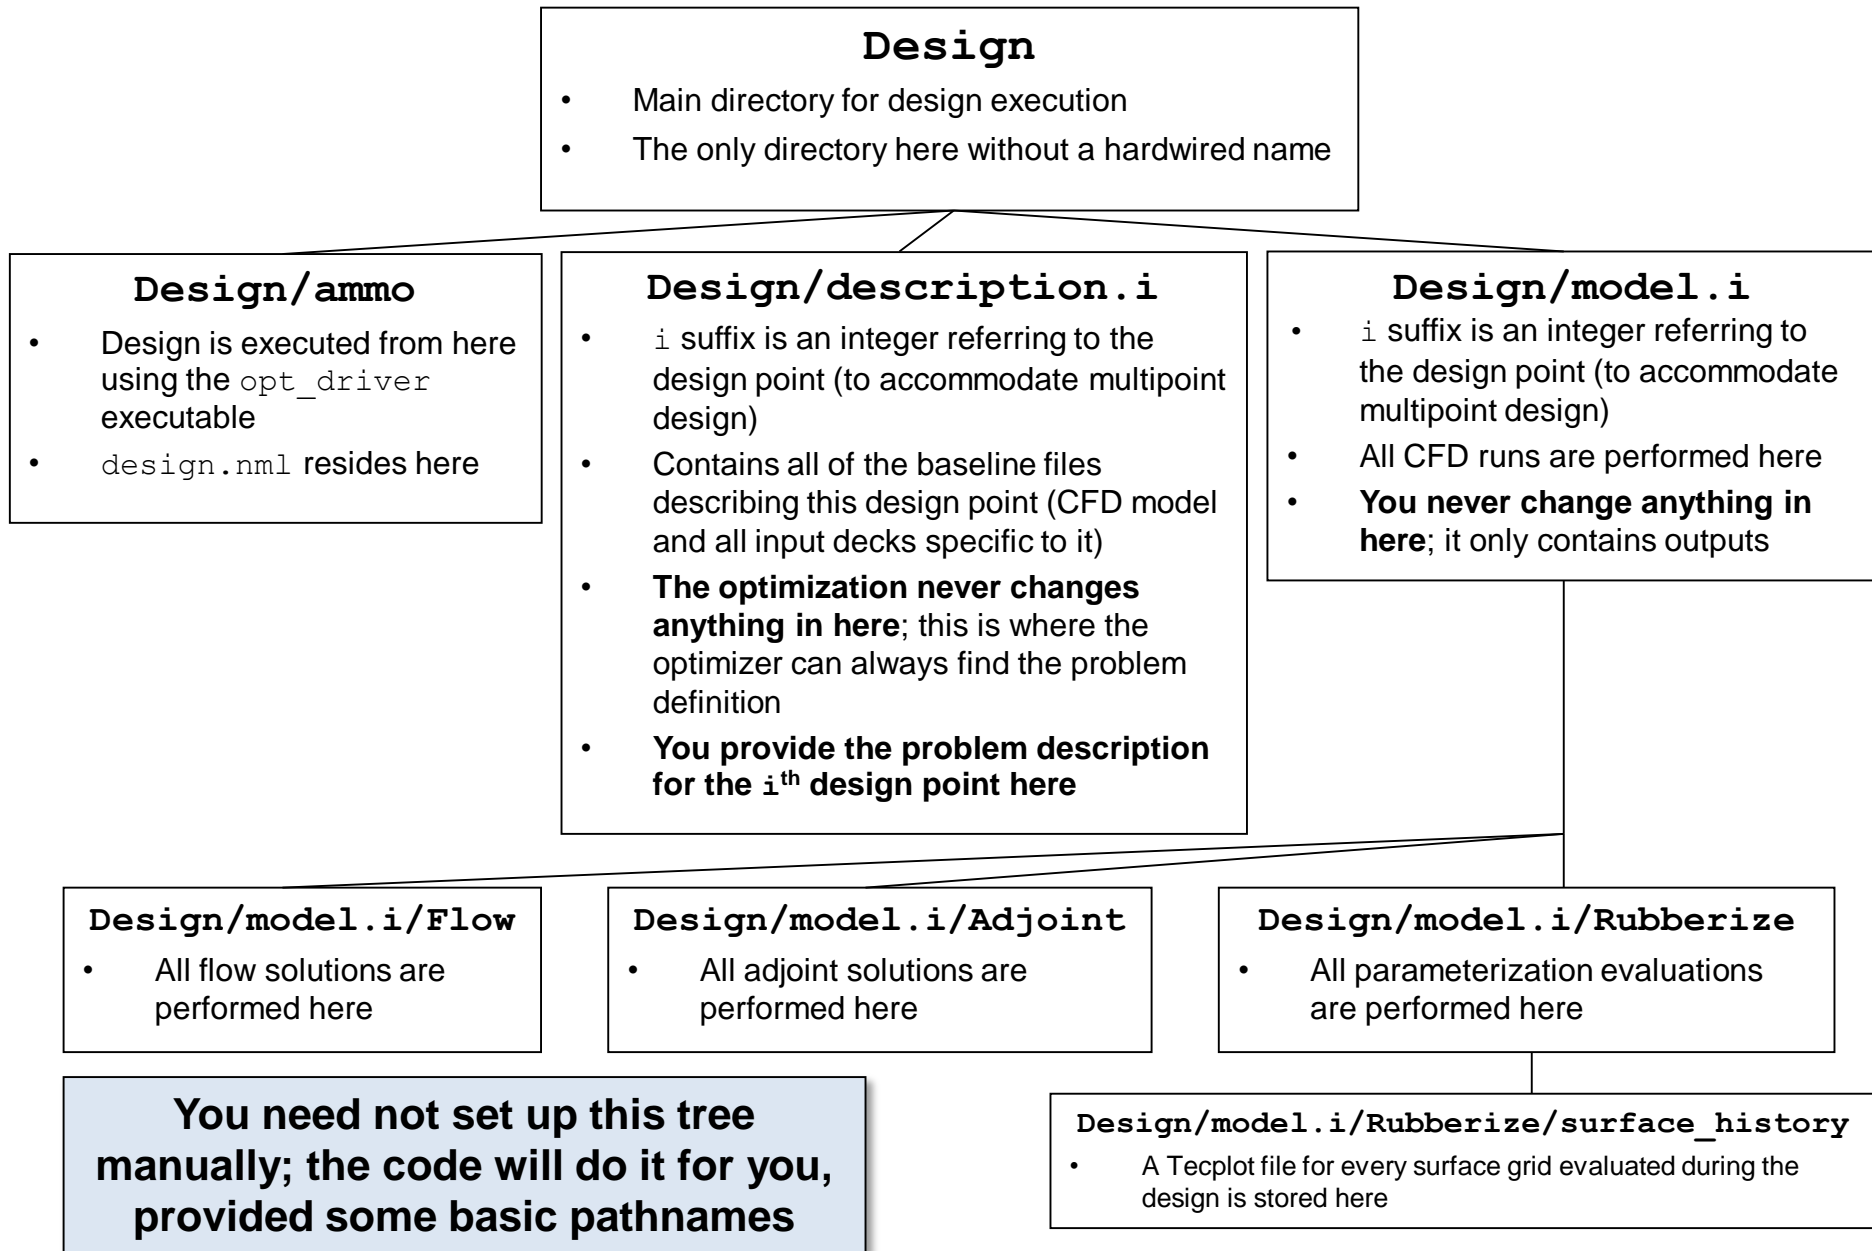 Design
• Main directory for design execution
• The only directory here without a hardwired name
Design/ammo
• Design is executed from here
using the opt_driver
executable
• design.nml resides here
Design/description.i
• i suffix is an integer referring to the
design point (to accommodate multipoint
design)
• Contains all of the baseline files
describing this design point (CFD model
and all input decks specific to it)
• The optimization never changes
anything in here; this is where the
optimizer can always find the problem
definition
• You provide the problem description
for the ith design point here
Design/model.i
• i suffix is an integer referring to
the design point (to accommodate
multipoint design)
• All CFD runs are performed here
• You never change anything in
here; it only contains outputs
Design/model.i/Flow
• All flow solutions are
performed here
Design/model.i/Adjoint
• All adjoint solutions are
performed here
Design/model.i/Rubberize
• All parameterization evaluations
are performed here
You need not set up this tree
manually; the code will do it for you,
provided some basic pathnames
Design/model.i/Rubberize/surface_history
• A Tecplot file for every surface grid evaluated during the
design is stored here